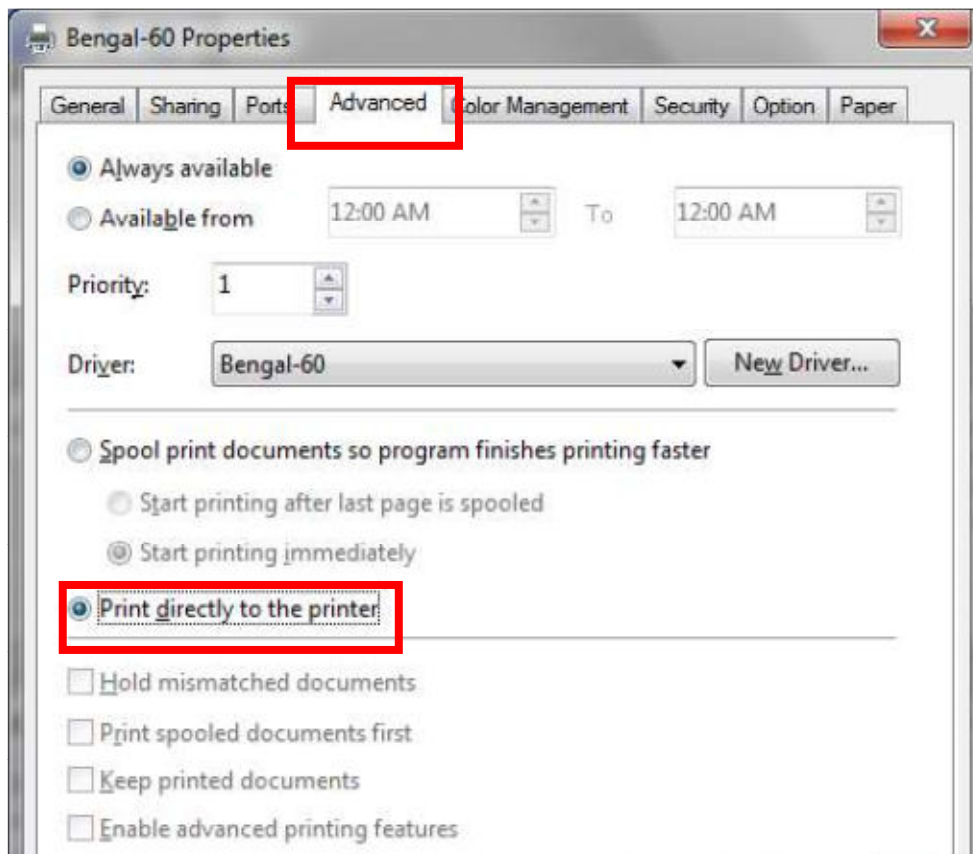 Bengal-60 Properties
General Sharing Ports Advanced Color Management Security Option Paper
Always available
Available from 12:00 AM To 12:00 AM
Priority: 1
Driver: Bengal-60 New Driver...
Spool print documents so program finishes printing faster
Start printing after last page is spooled
Start printing immediately
Print directly to the printer
Hold mismatched documents
Print spooled documents first
Keep printed documents
Enable advanced printing features